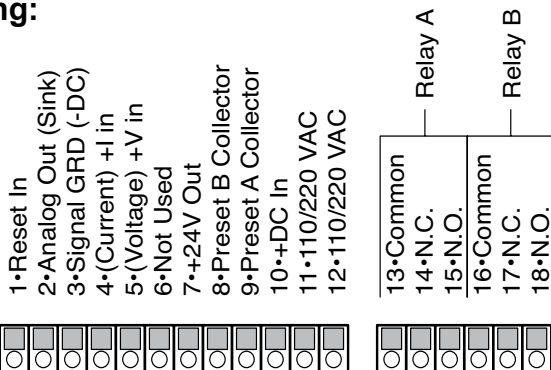 ng:
1•Reset In
2•Analog Out (Sink)
3•Signal GRD (-DC)
4•(Current) +I in
5•(Voltage) +V in
6•Not Used
7•+24V Out
8•Preset B Collector
9•Preset A Collector
10•+DC In
11•110/220 VAC
12•110/220 VAC
Relay A
13•Common
14•N.C.
15•N.O.
Relay B
16•Common
17•N.C.
18•N.O.